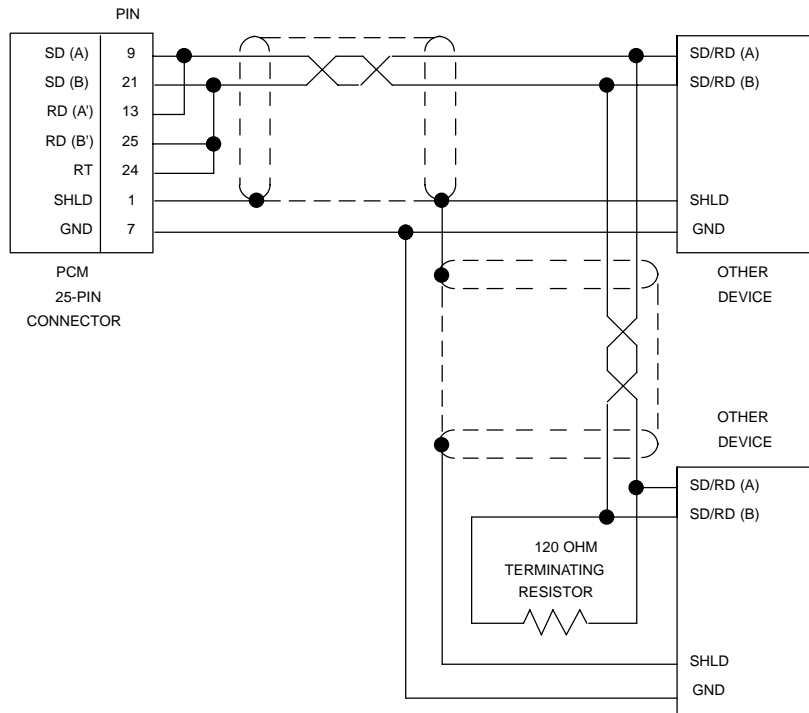 PIN
SD (A) 9
SD (B) 21
RD (A') 13
RD (B') 25
RT 24
SHLD 1
GND 7
PCM
25-PIN
CONNECTOR
SD/RD (A)
SD/RD (B)
SHLD
GND
OTHER
DEVICE
OTHER
DEVICE
SD/RD (A)
SD/RD (B)
120 OHM
TERMINATING
RESISTOR
SHLD
GND